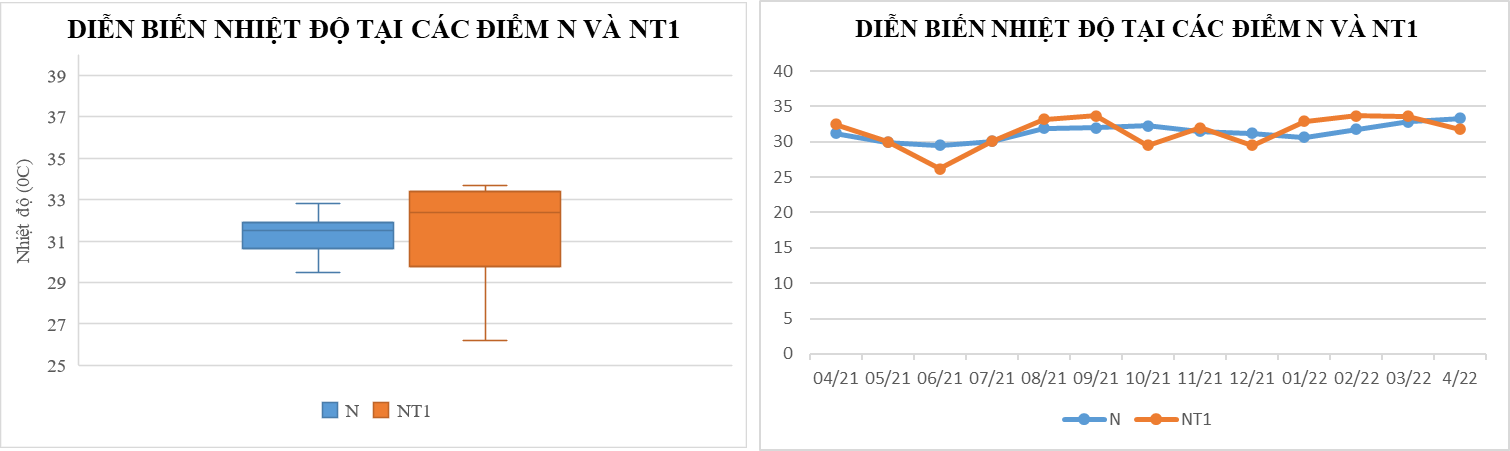 DIỄN BIẾN NHIỆT ĐỘ TẠI CÁC ĐIỂM N VÀ NT1
39
37
35
33
31
29
27
25
Nhiệt độ (0C)
N NT1
DIỄN BIẾN NHIỆT ĐỘ TẠI CÁC ĐIỂM N VÀ NT1
40
35
30
25
20
15
10
5
0
04/21 05/21 06/21 07/21 08/21 09/21 10/21 11/21 12/21 01/22 02/22 03/22 4/22
N NT1